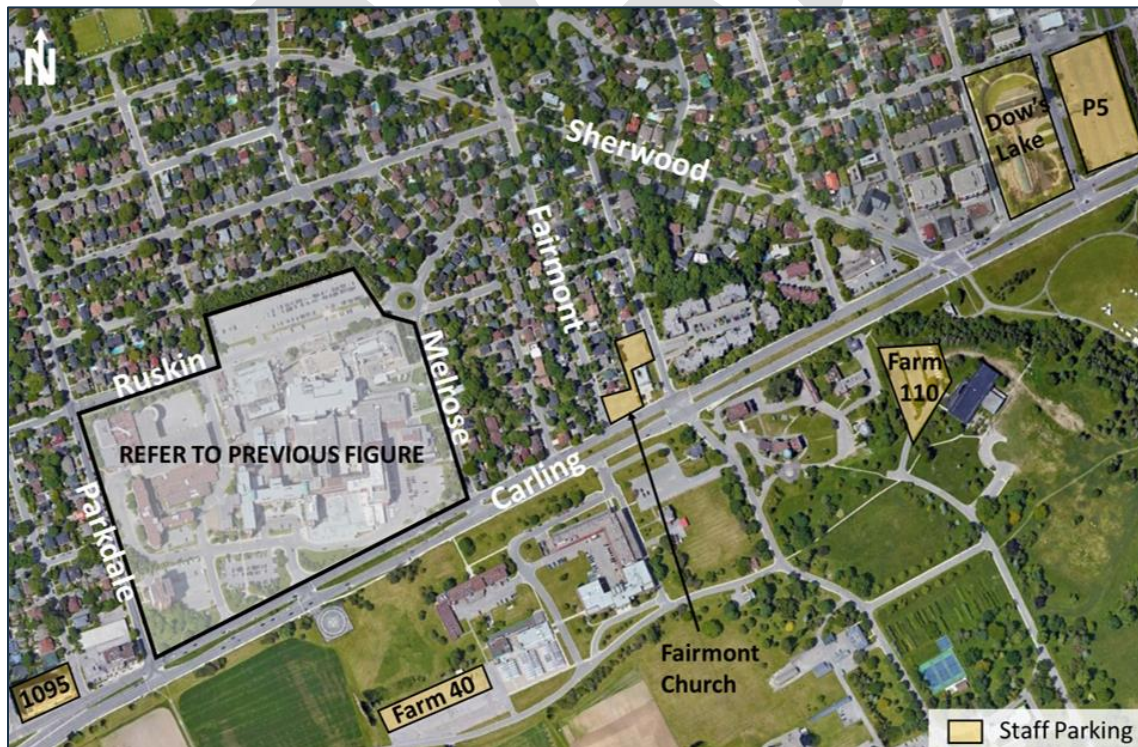 N
Sherwood
Dow's
Lake
P5
Fairmont
Ruskin
Melrose
Farm
110
REFER TO PREVIOUS FIGURE
Carling
Parkdale
Fairmont
Church
1095
Farm 40
Staff Parking